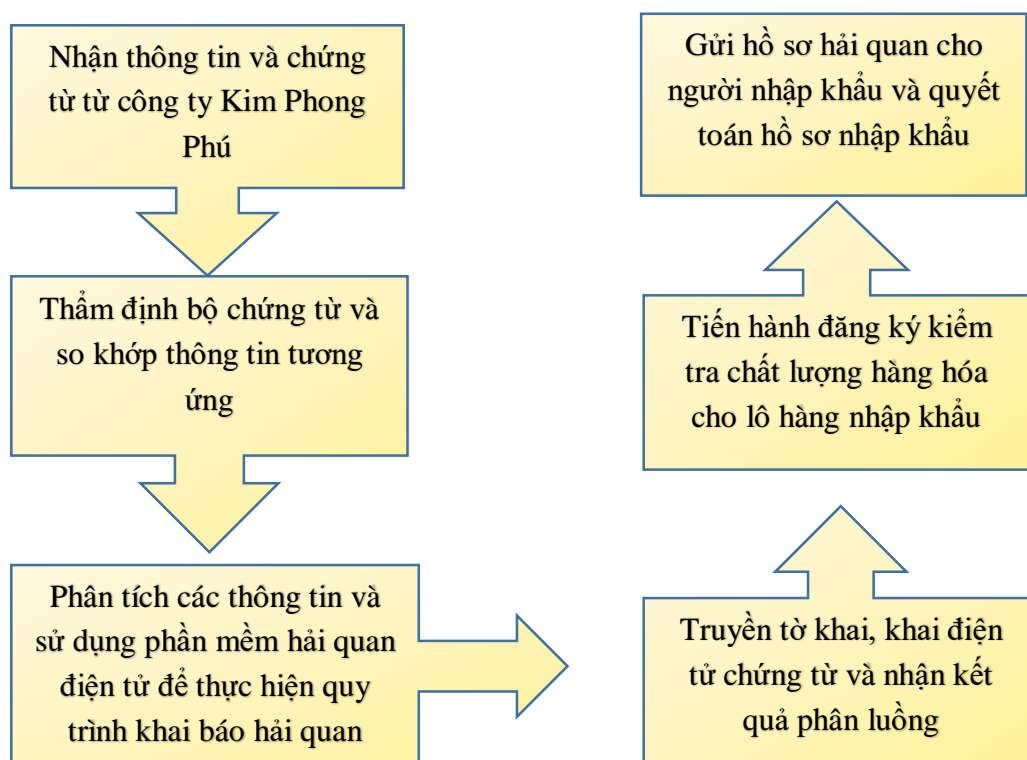 Nhận thông tin và chứng
từ từ công ty Kim Phong
Phú
Thẩm định bộ chứng từ và
so khớp thông tin tương
ứng
Phân tích các thông tin và
sử dụng phần mềm hải quan
điện tử để thực hiện quy
trình khai báo hải quan
Truyền tờ khai, khai điện
tử chứng từ và nhận kết
quả phân luồng
Tiến hành đăng ký kiểm
tra chất lượng hàng hóa
cho lô hàng nhập khẩu
Gửi hồ sơ hải quan cho
người nhập khẩu và quyết
toán hồ sơ nhập khẩu